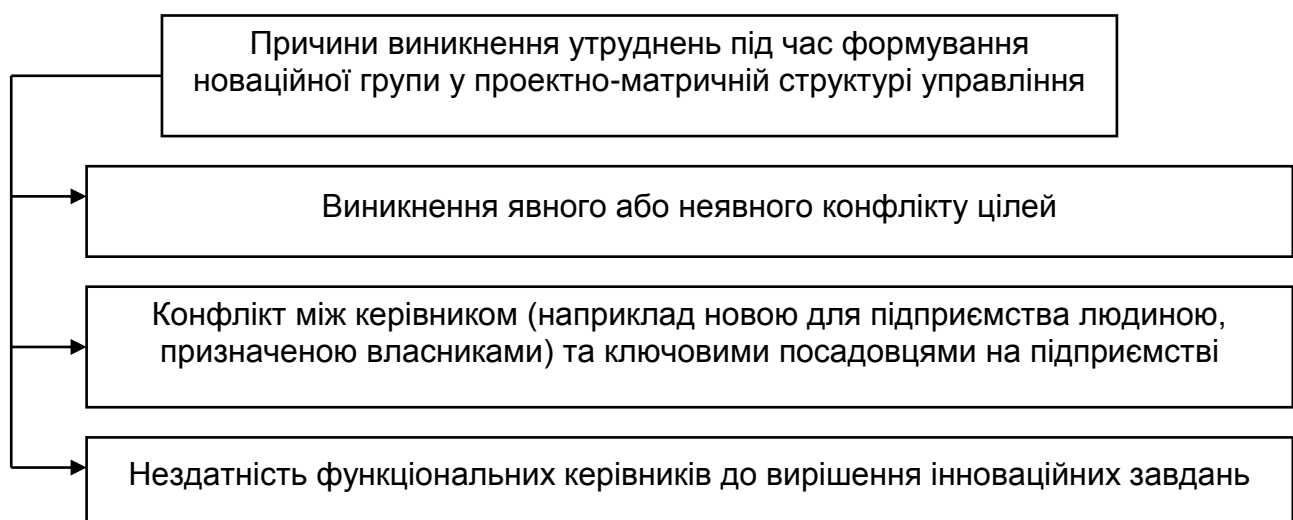 Причини виникнення утруднень під час формування
новаційної групи у проектно-матричній структурі управління
Виникнення явного або неявного конфлікту цілей
Конфлікт між керівником (наприклад новою для підприємства людиною,
призначеною власниками) та ключовими посадовцями на підприємстві
Нездатність функціональних керівників до вирішення інноваційних завдань